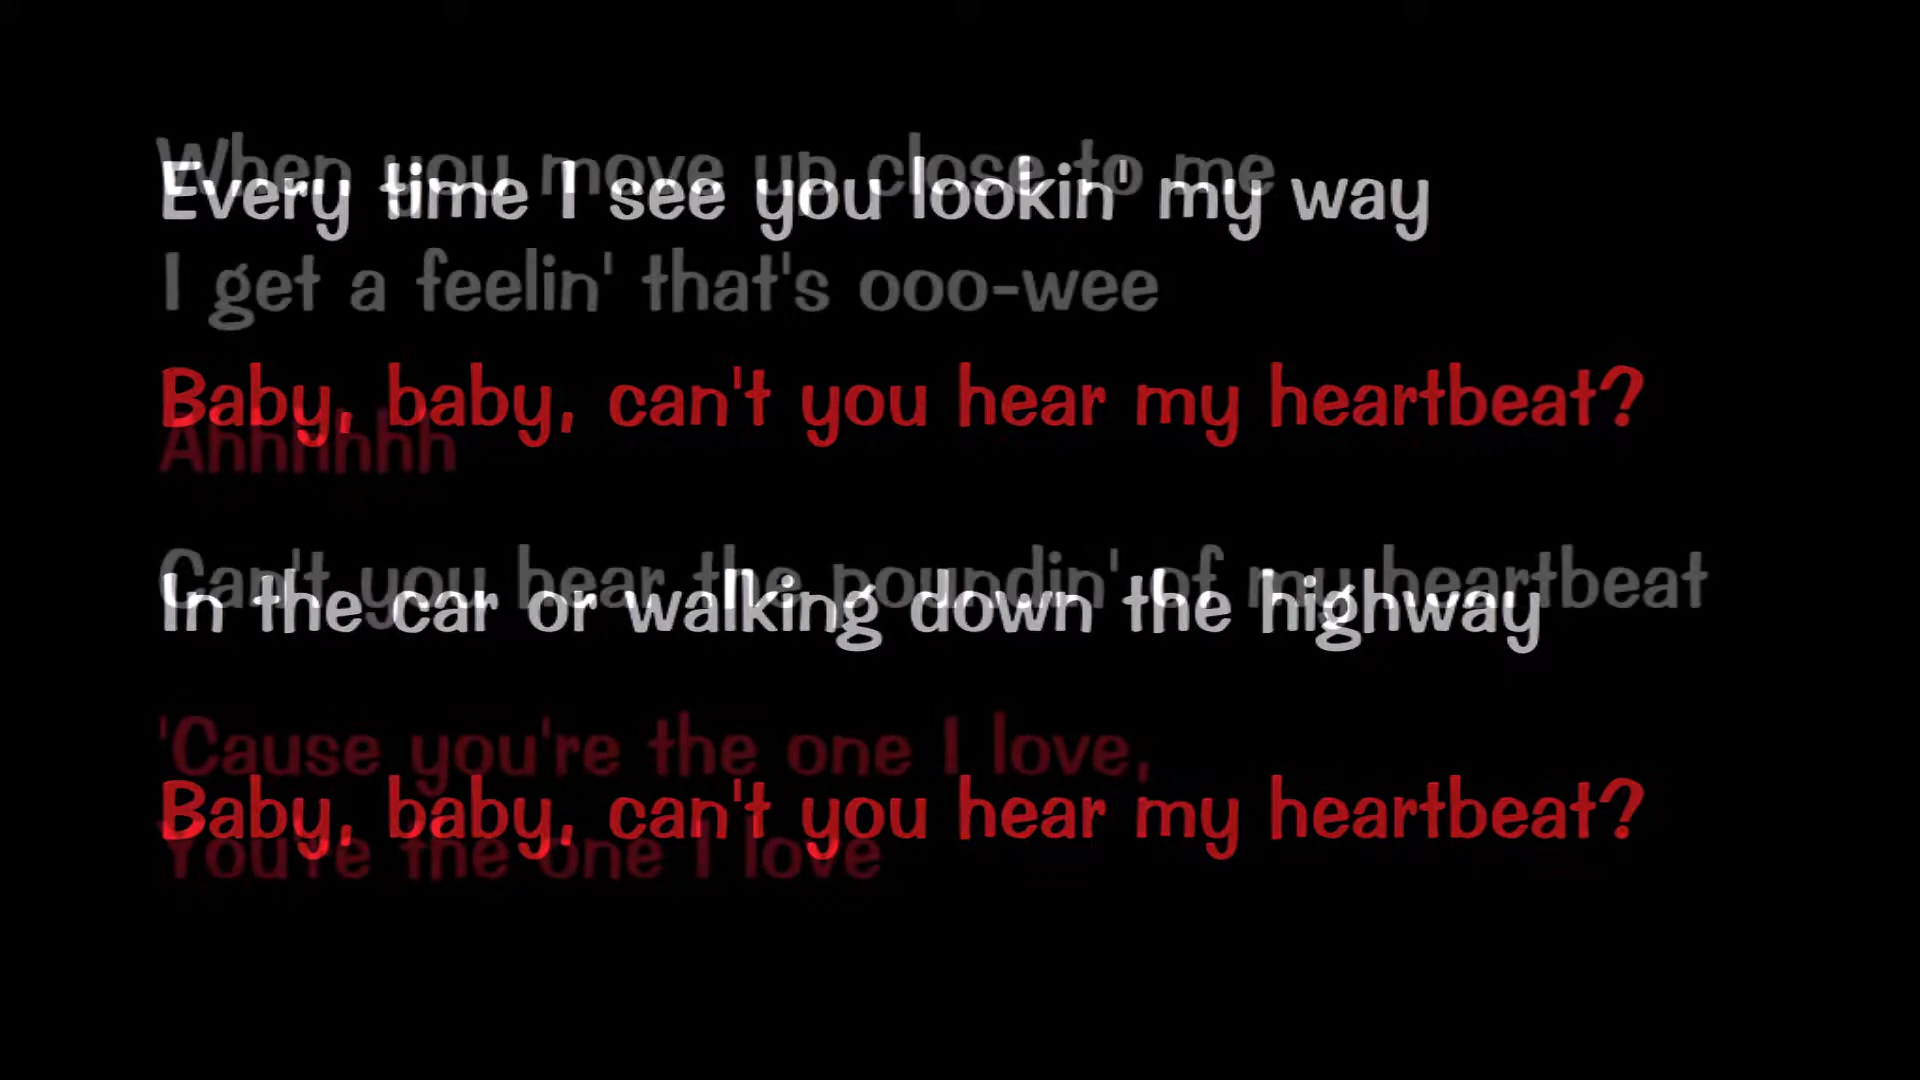 When you move up close to me
Every time I see you lookin' my way
I get a feelin' that's ooo-wee
Baby, baby, can't you hear my heartbeat?
Ahhhhhh
Can't you hear the poundin' of my heartbeat
In the car or walking down the highway
'Cause you're the one I love,
Baby, baby, can't you hear my heartbeat?
You're the one I love